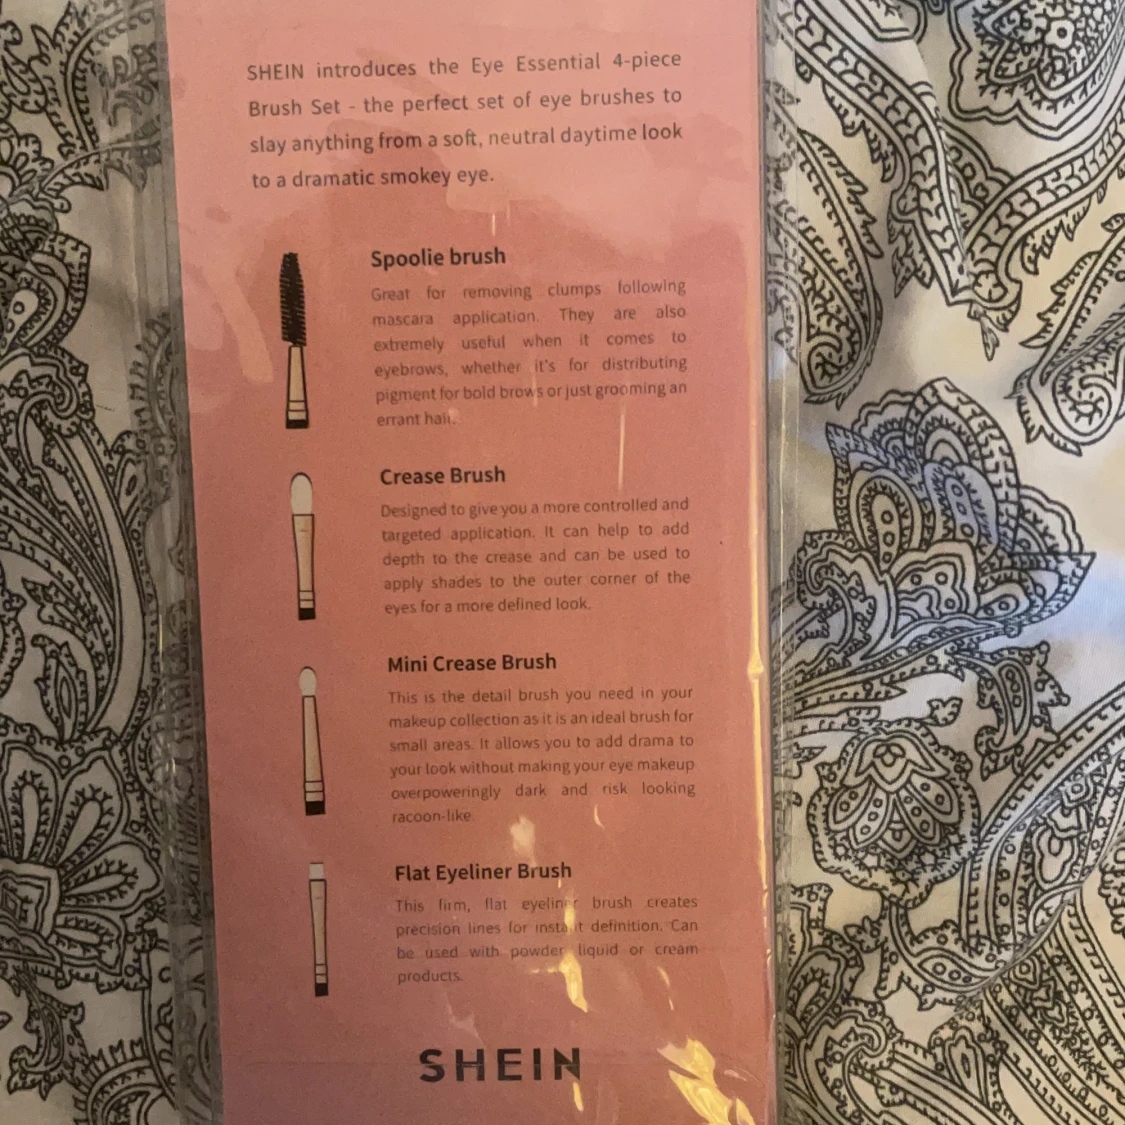 SHEIN introduces the Eye Essential 4-piece
Brush Set - the perfect set of eye brushes to
slay anything from a soft, neutral daytime look
to a dramatic smokey eye.
Spoolie brush
Great for removing clumps following
mascara application. They are also
extremely useful when it comes to
eyebrows, whether it's for distributing
pigment for bold brows or just grooming an
errant hair.
Crease Brush
Designed to give you a more controlled and
targeted application. It can help to add
depth to the crease and can be used to
apply shades to the outer corner of the
eyes for a more defined look.
Mini Crease Brush
This is the detail brush you need in your
makeup collection as it is an ideal brush for
small areas. It allows you to add drama to
your look without making your eye makeup
overpoweringly dark and risk looking
racoon-like
Flat Eyeliner Brush
This firm, flat eyeliner brush creates
precision lines for instant definition. Can
be used with powder liquid or cream
products.
SHEIN